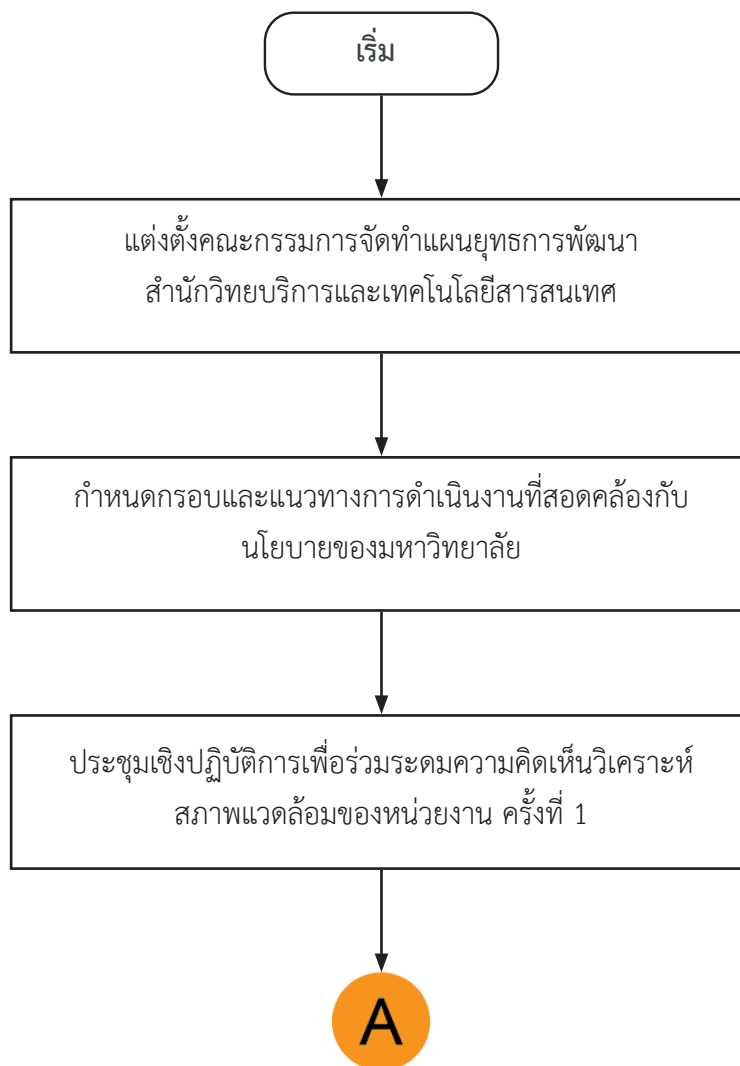 เริ่ม
แต่งตั้งคณะกรรมการจัดทำแผนยุทธการพัฒนา
สำนักวิทยบริการและเทคโนโลยีสารสนเทศ
กำหนดกรอบและแนวทางการดำเนินงานที่สอดคล้องกับ
นโยบายของมหาวิทยาลัย
ประชุมเชิงปฏิบัติการเพื่อร่วมระดมความคิดเห็นวิเคราะห์
สภาพแวดล้อมของหน่วยงาน ครั้งที่ 1
A